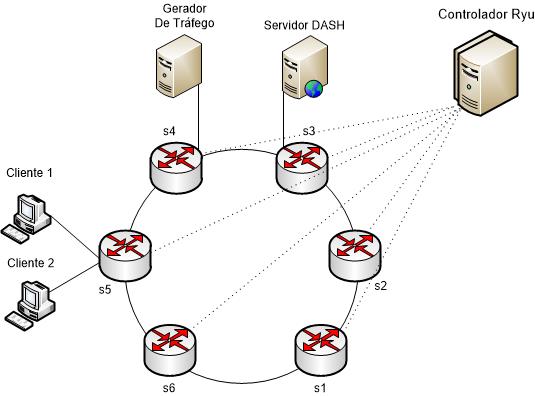 Gerador
De Tráfego
Servidor DASH
Controlador Ryu
s4
s3
Cliente 1
Cliente 2
s5
s2
s6
s1